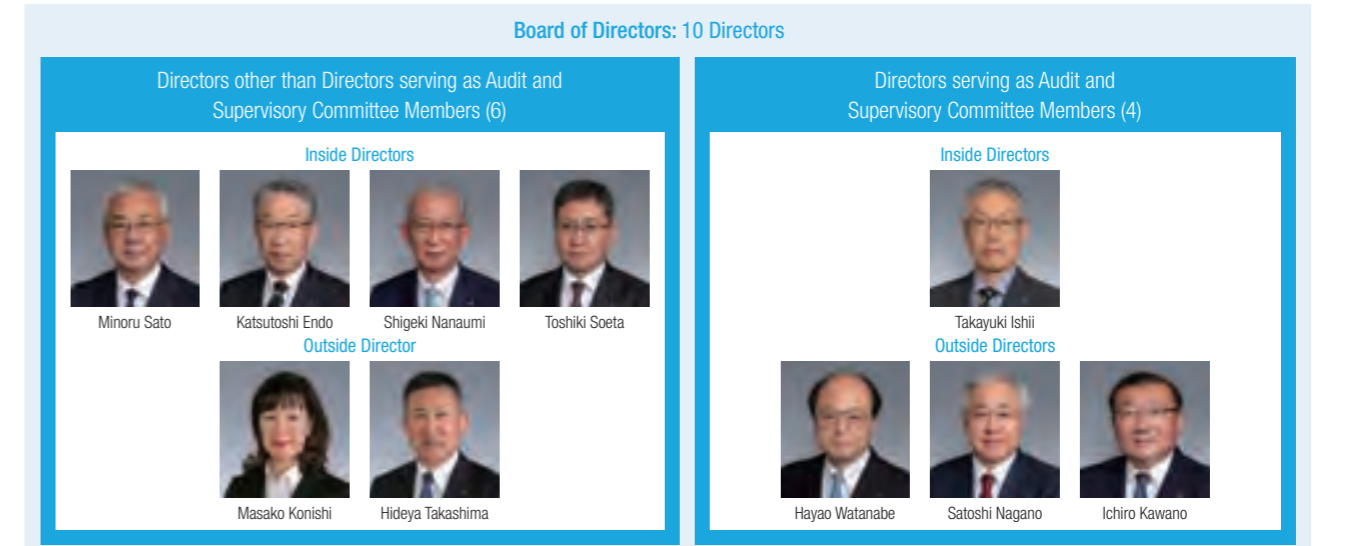 Board of Directors: 10 Directors
Directors other than Directors serving as Audit and
Supervisory Committee Members (6)
Inside Directors
Minoru Sato
Katsutoshi Endo
Shigeki Nanaumi
Toshiki Soeta
Outside Director
Masako Konishi
Hideya Takashima
Directors serving as Audit and
Supervisory Committee Members (4)
Inside Directors
Takayuki Ishii
Outside Directors
Hayao Watanabe
Satoshi Nagano
Ichiro Kawano